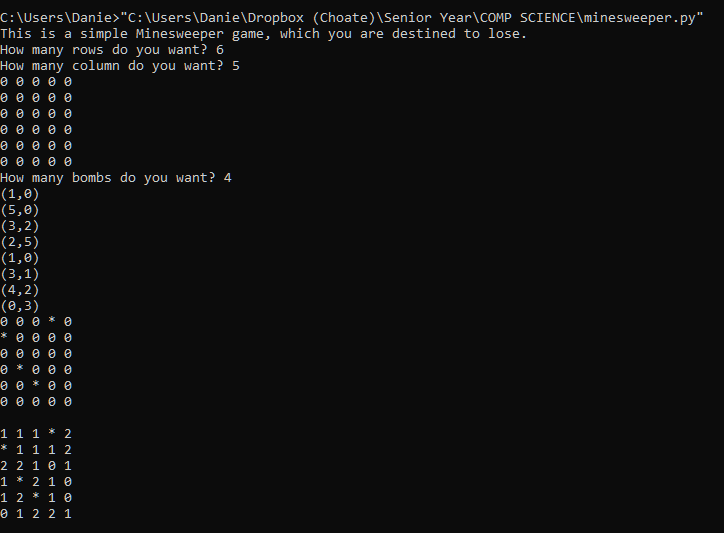 C:\Users\Danie>"C:\Users\Danie\Dropbox (Choate)\Senior Year\COMP SCIENCE\minesweeper.py"
This is a simple Minesweeper game, which you are destined to lose.
How many rows do you want? 6
How many column do you want? 5
0 0 0 0 0
0 0 0 0 0
0 0 0 0 0
0 0 0 0 0
0 0 0 0 0
0 0 0 0 0
How many bombs do you want? 4
(1,0)
(5,0)
(3,2)
(2,5)
(1,0)
(3,1)
(4,2)
(0,3)
0 0 0 * 0
* 0 0 0 0
0 0 0 0 0
0 * 0 0 0
0 0 * 0 0
0 0 0 0 0
1 1 1 * 2
* 1 1 1 2
2 2 1 0 1
1 * 2 1 0
1 2 * 1 0
0 1 2 2 1